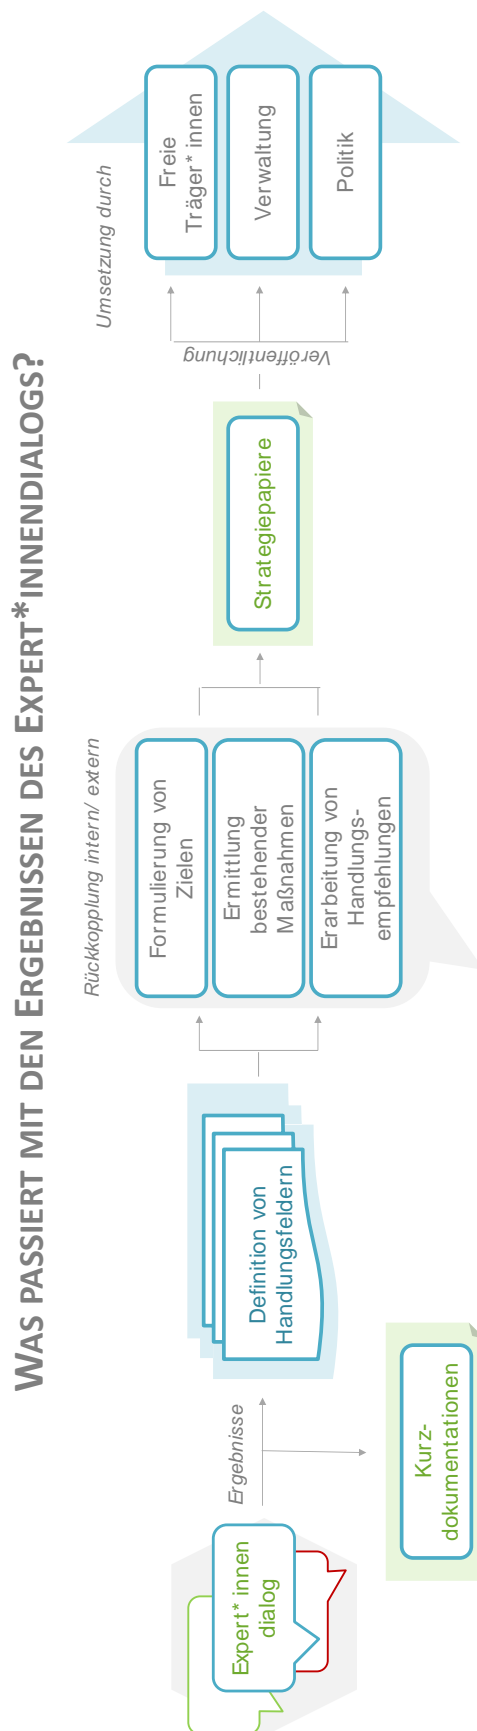 WAS PASSIERT MIT DEN ERGEBNISSEN DES EXPERT*INNENDIALOGS?
Expert* innen
dialog
Ergebnisse
Kurz-
dokumentationen
Definition von
Handlungsfeldern
Rückkopplung intern/ extern
Formulierung von
Zielen
Ermittlung
bestehender
Maßnahmen
Erarbeitung von
Handlungs-
empfehlungen
Strategiepapiere
Veröffentlichung
Umsetzung durch
Freie
Träger* innen
Verwaltung
Politik